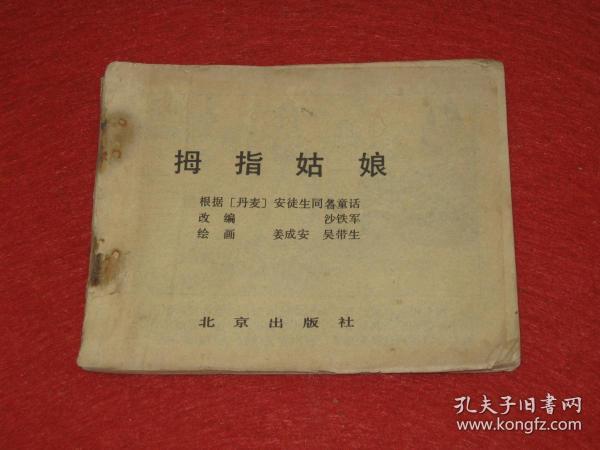 拇指姑娘
根据［丹麦］安徒生同名童话
改编 沙铁军
绘画 姜成安 吴带生
北京出版社
孔夫子旧书网
www.kongfz.com